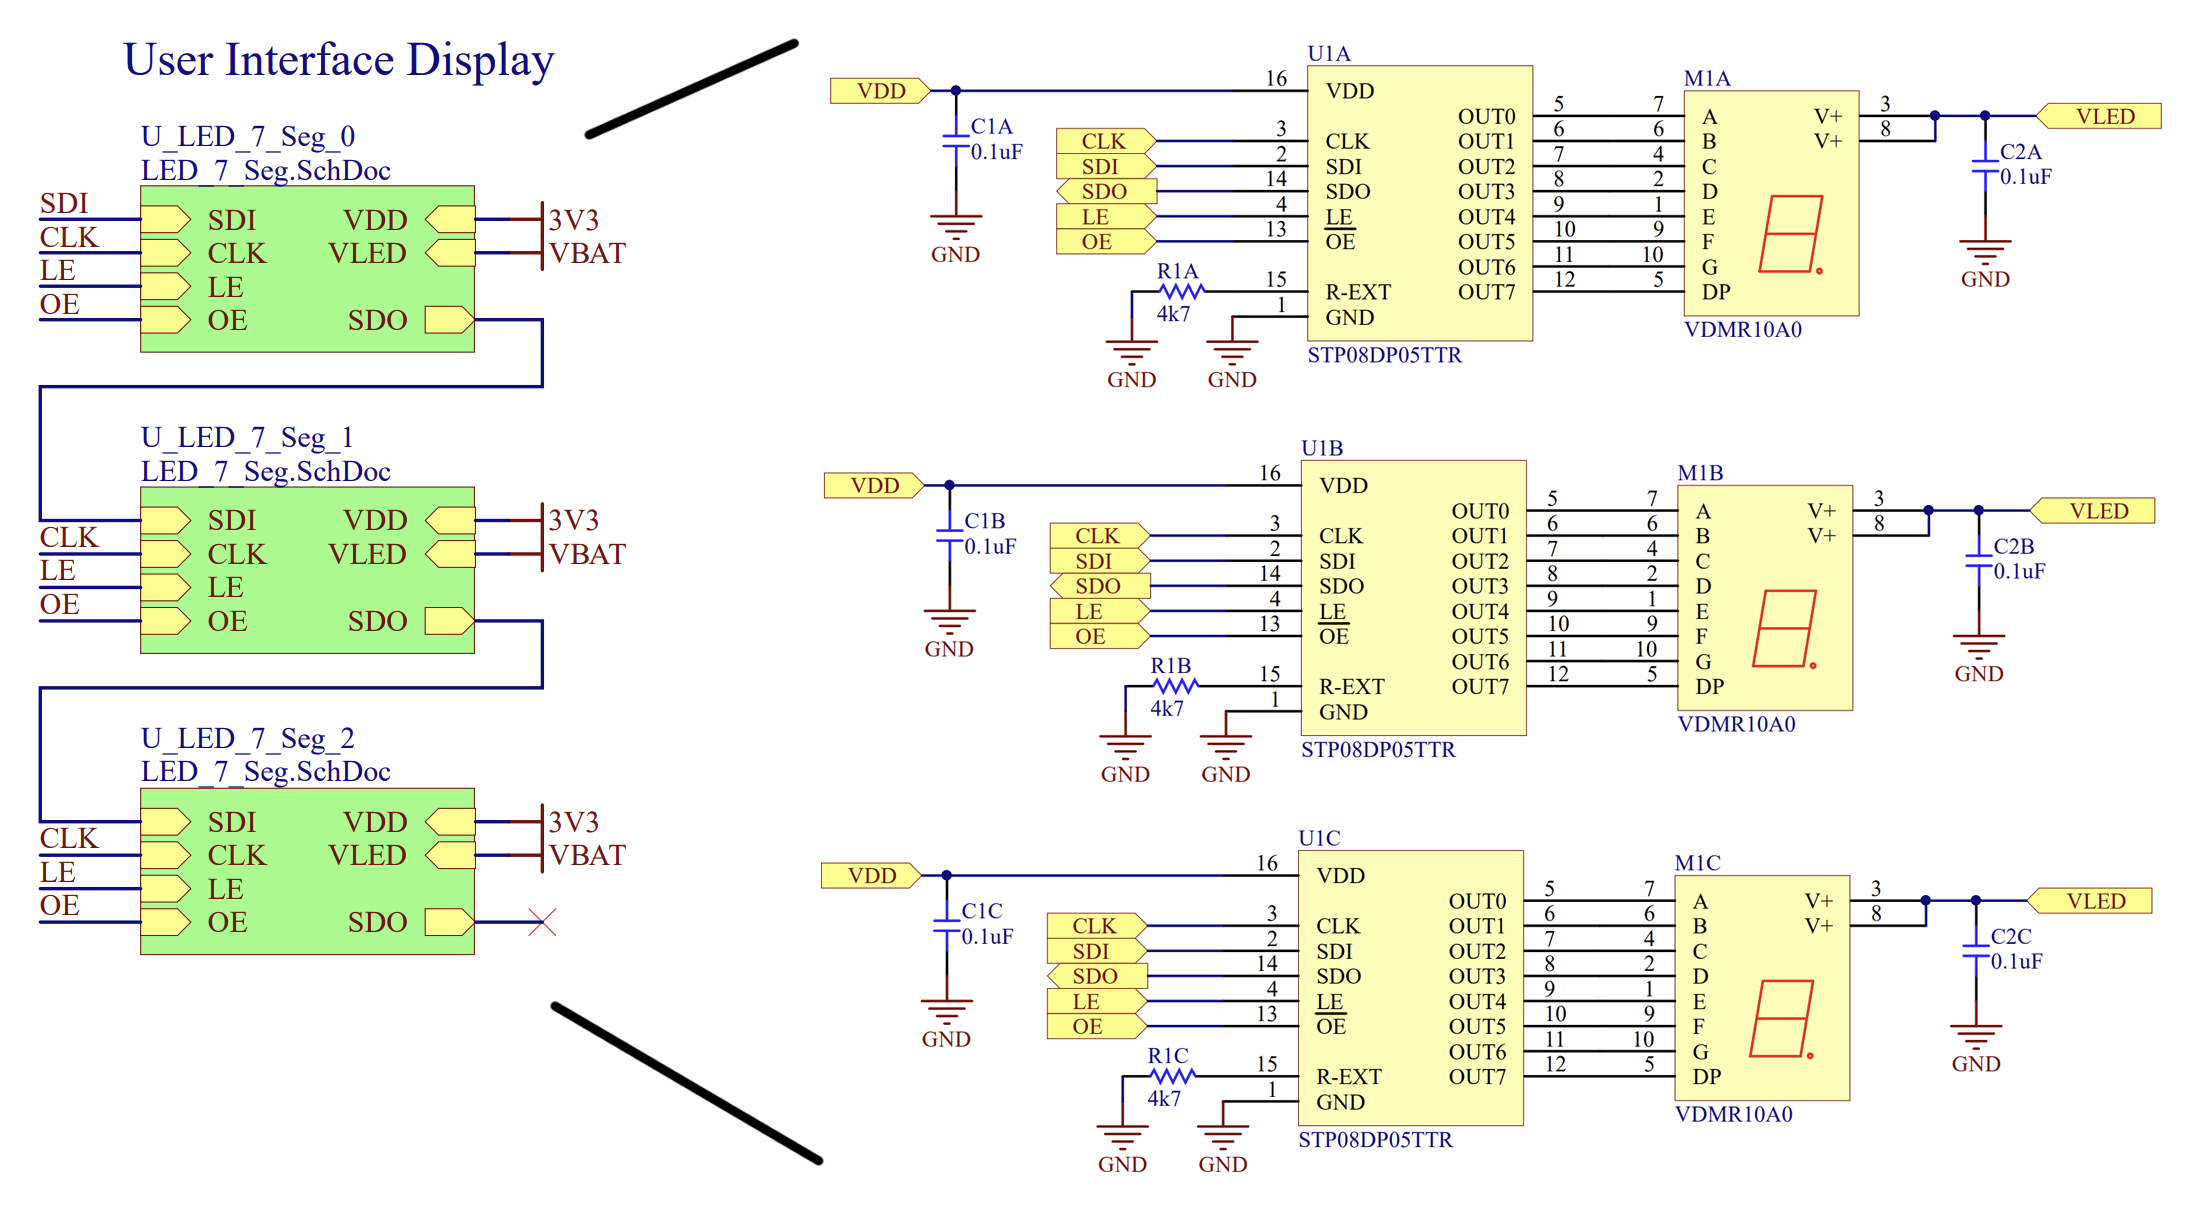 User Interface Display
U_LED_7_Seg_0
LED_7_Seg.SchDoc
SDI
CLK
LE
OE
SDI VDD
CLK VLED
LE
OE SDO
3V3
VBAT
U_LED_7_Seg_1
LED_7_Seg.SchDoc
CLK
LE
OE
SDI VDD
CLK VLED
LE
OE SDO
3V3
VBAT
U_LED_7_Seg_2
LED_7_Seg.SchDoc
CLK
LE
OE
SDI VDD
CLK VLED
LE
OE SDO
3V3
VBAT
U1A
VDD
16 VDD
C1A
0.1uF
GND
CLK 3 CLK
SDI 2 SDI
SDO 14 SDO
LE 4 LE
OE 13 OE
R1A
4k7
15 R-EXT
1 GND
GND
GND
STP08DP05TTR
M1A
OUT0 5 7 A
OUT1 6 6 B
OUT2 7 4 C
OUT3 8 2 D
OUT4 9 1 E
OUT5 10 9 F
OUT6 11 10 G
OUT7 12 5 DP
V+ 3
V+ 8
VLED
C2A
0.1uF
GND
VDMR10A0
U1B
VDD
16 VDD
C1B
0.1uF
GND
CLK 3 CLK
SDI 2 SDI
SDO 14 SDO
LE 4 LE
OE 13 OE
R1B
4k7
15 R-EXT
1 GND
GND
GND
STP08DP05TTR
M1B
OUT0 5 7 A
OUT1 6 6 B
OUT2 7 4 C
OUT3 8 2 D
OUT4 9 1 E
OUT5 10 9 F
OUT6 11 10 G
OUT7 12 5 DP
V+ 3
V+ 8
VLED
C2B
0.1uF
GND
VDMR10A0
U1C
VDD
16 VDD
C1C
0.1uF
GND
CLK 3 CLK
SDI 2 SDI
SDO 14 SDO
LE 4 LE
OE 13 OE
R1C
4k7
15 R-EXT
1 GND
GND
GND
STP08DP05TTR
M1C
OUT0 5 7 A
OUT1 6 6 B
OUT2 7 4 C
OUT3 8 2 D
OUT4 9 1 E
OUT5 10 9 F
OUT6 11 10 G
OUT7 12 5 DP
V+ 3
V+ 8
VLED
C2C
0.1uF
GND
VDMR10A0